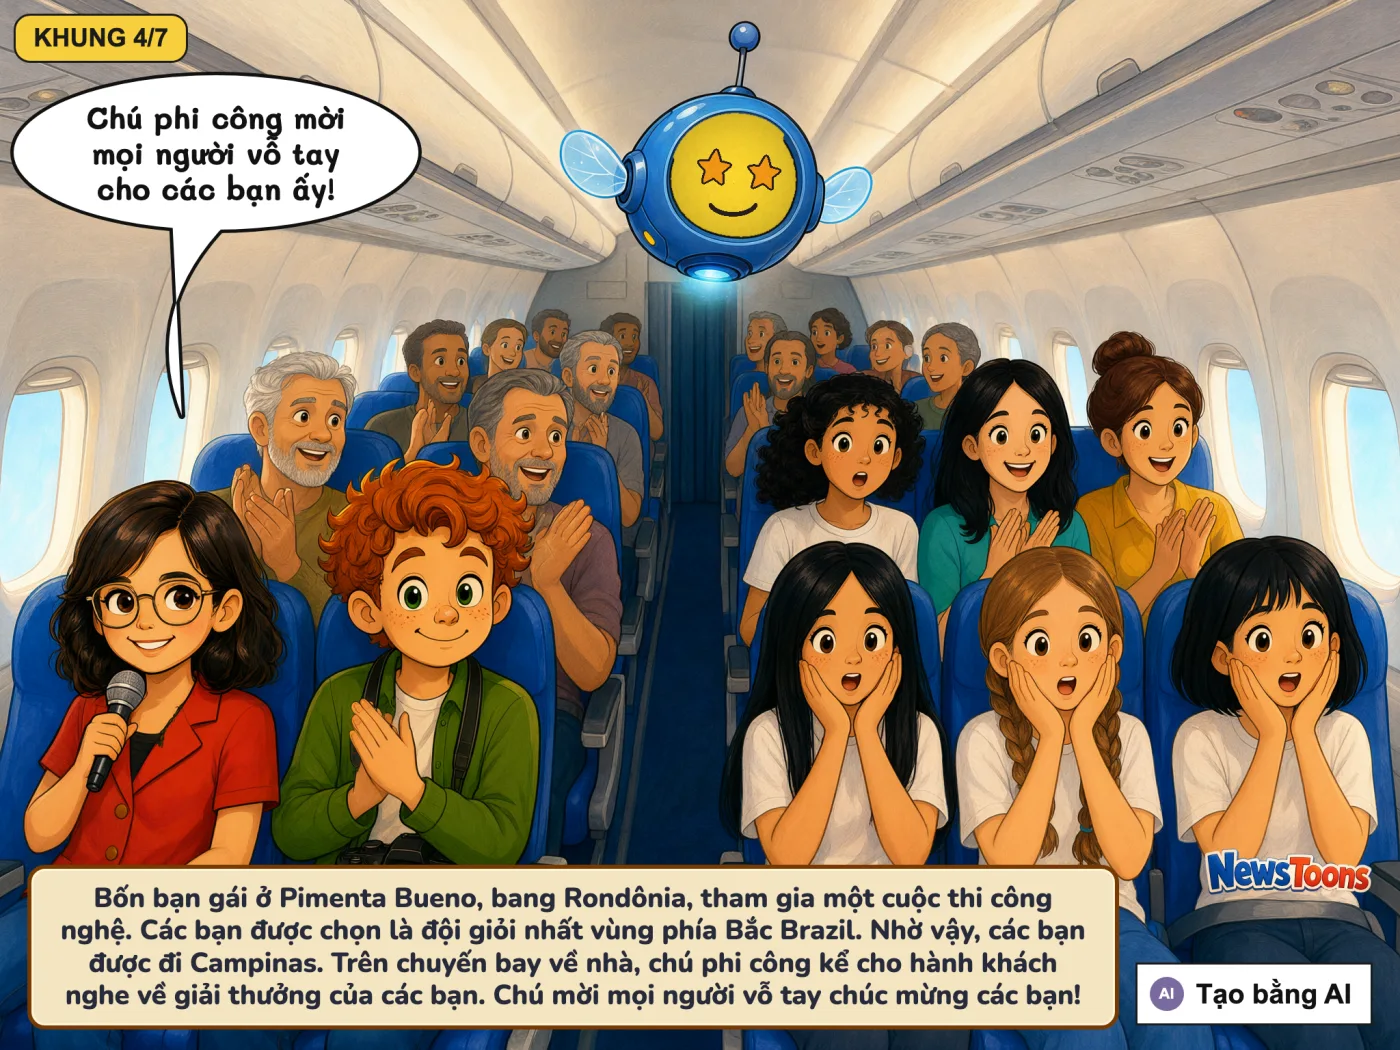 KHUNG 4/7
Chú phi công mời
mọi người vỗ tay
cho các bạn ấy!
Bốn bạn gái ở Pimenta Bueno, bang Rondônia, tham gia một cuộc thi công
nghệ. Các bạn được chọn là đội giỏi nhất vùng phía Bắc Brazil. Nhờ vậy, các bạn
được đi Campinas. Trên chuyến bay về nhà, chú phi công kể cho hành khách
nghe về giải thưởng của các bạn. Chú mời mọi người vỗ tay chúc mừng các bạn!
NewsToons
AI Tạo bằng AI